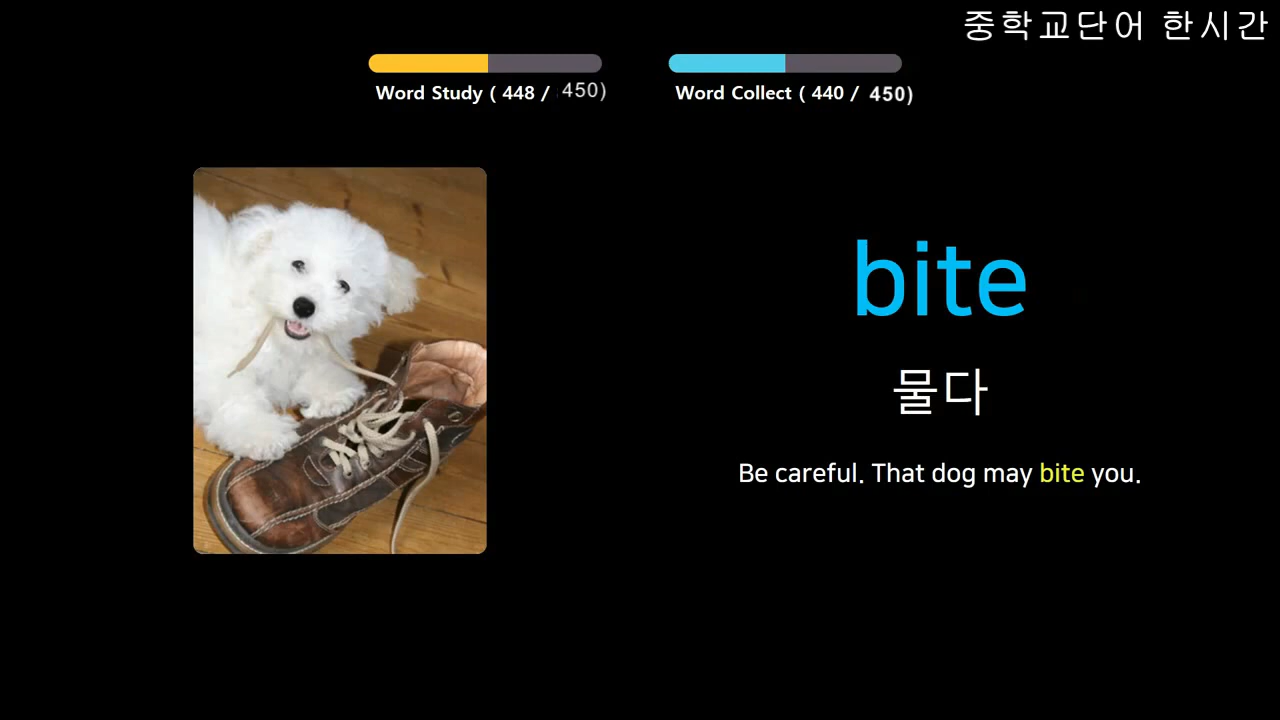 중학교단어 한시간
Word Study ( 448 / 450)
Word Collect ( 440 / 450)
bite
물다
Be careful. That dog may bite you.